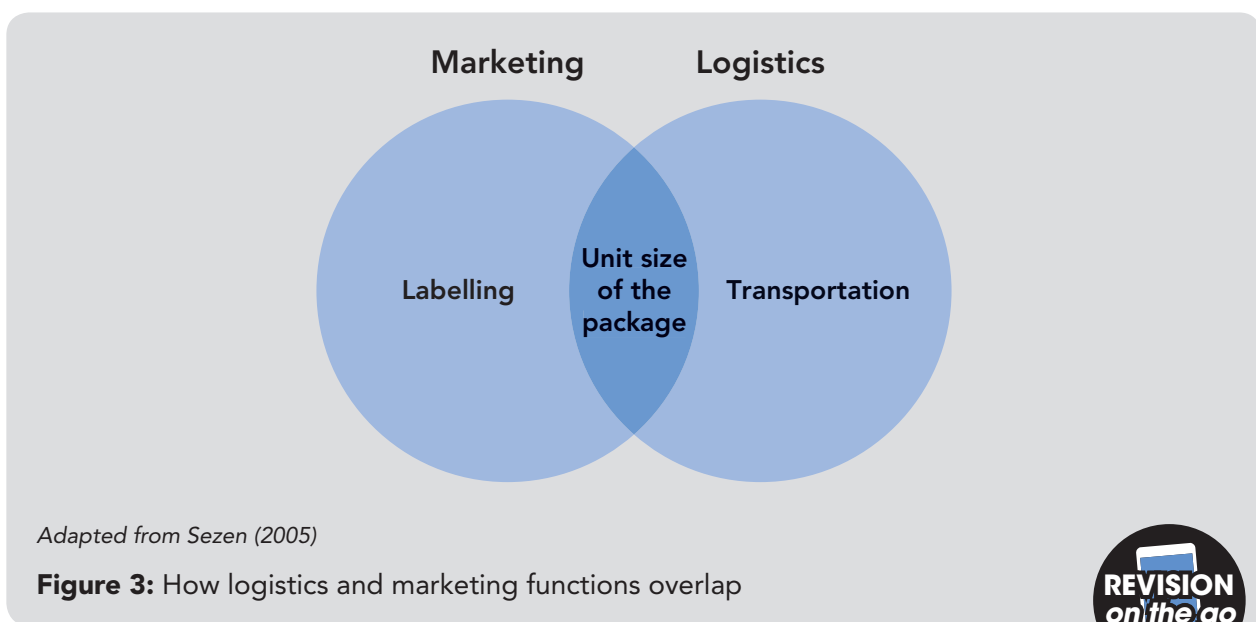 Marketing Logistics
Labelling
Unit size
of the
package
Transportation
Adapted from Sezen (2005)
Figure 3: How logistics and marketing functions overlap
REVISION
on the go